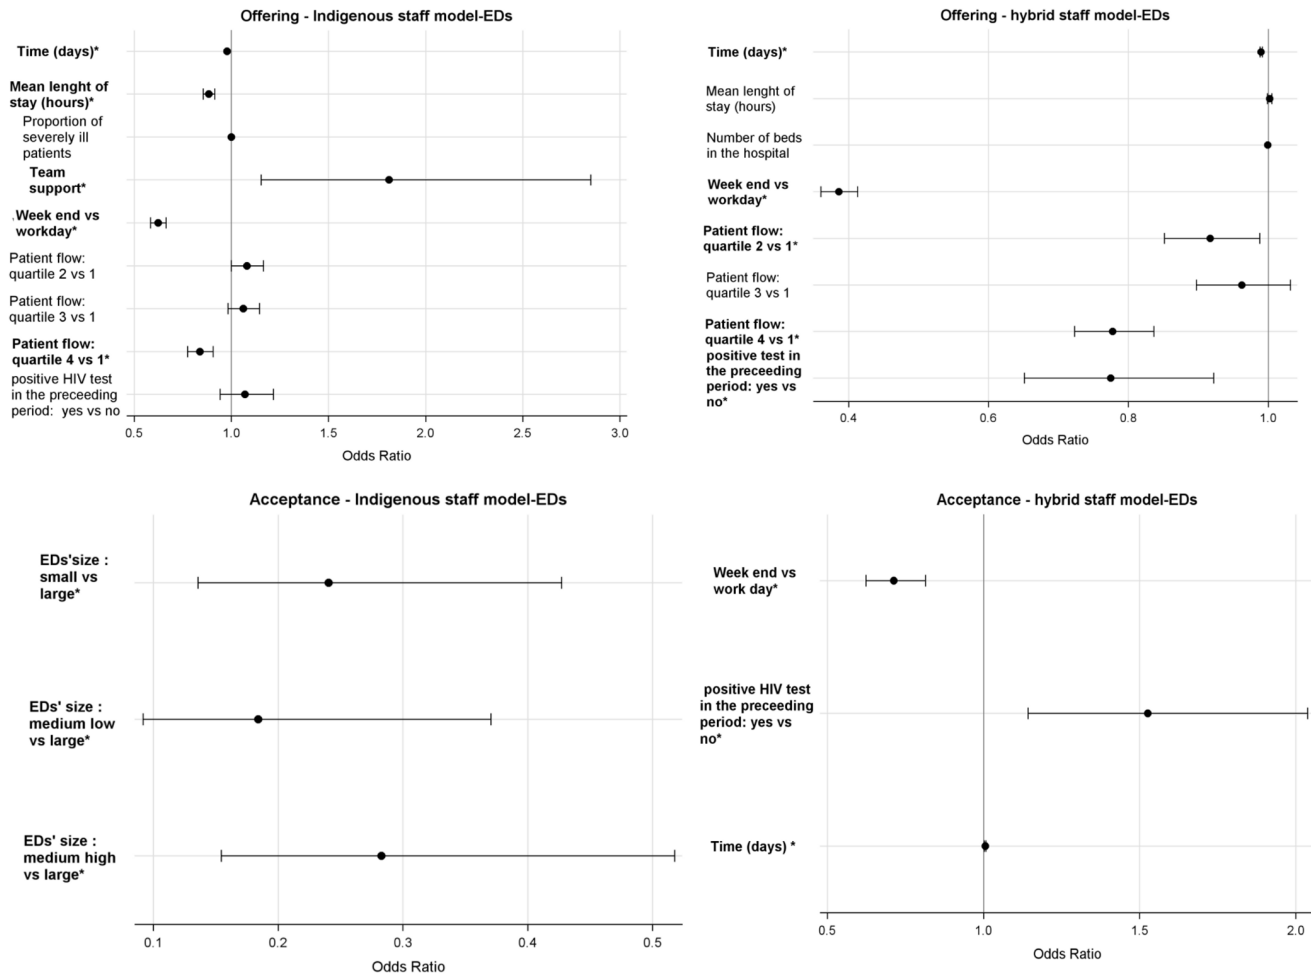 Offering - Indigenous staff model-EDs
Time (days)*
Mean lenght of
stay (hours)*
Proportion of
severely ill
patients
Team
support*
Week end vs
workday*
Patient flow:
quartile 2 vs 1
Patient flow:
quartile 3 vs 1
Patient flow:
quartile 4 vs 1*
positive HIV test
in the preceeding
period: yes vs no
0.5 1.0 1.5 2.0 2.5 3.0
Odds Ratio
Offering - hybrid staff model-EDs
Time (days)*
Mean lenght of
stay (hours)
Number of beds
in the hospital
Week end vs
workday*
Patient flow:
quartile 2 vs 1*
Patient flow:
quartile 3 vs 1
Patient flow:
quartile 4 vs 1*
positive test in
the preceeding
period: yes vs
no*
0.4 0.6 0.8 1.0
Odds Ratio
Acceptance - Indigenous staff model-EDs
EDs'size :
small vs
large*
EDs' size :
medium low
vs large*
EDs' size :
medium high
vs large*
0.1 0.2 0.3 0.4 0.5
Odds Ratio
Acceptance - hybrid staff model-EDs
Week end vs
work day*
positive HIV test
in the preceeding
period: yes vs
no*
Time (days) *
0.5 1.0 1.5 2.0
Odds Ratio